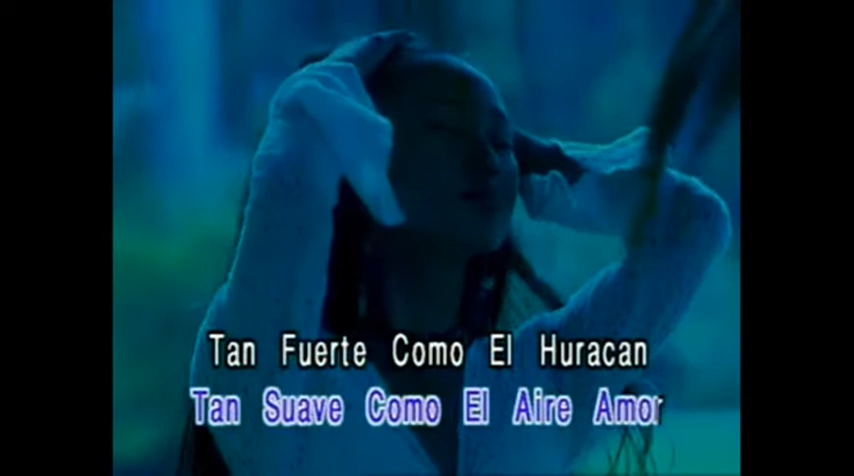 Tan Fuerte Como El Huracan
Tan Suave Como El Aire Amor